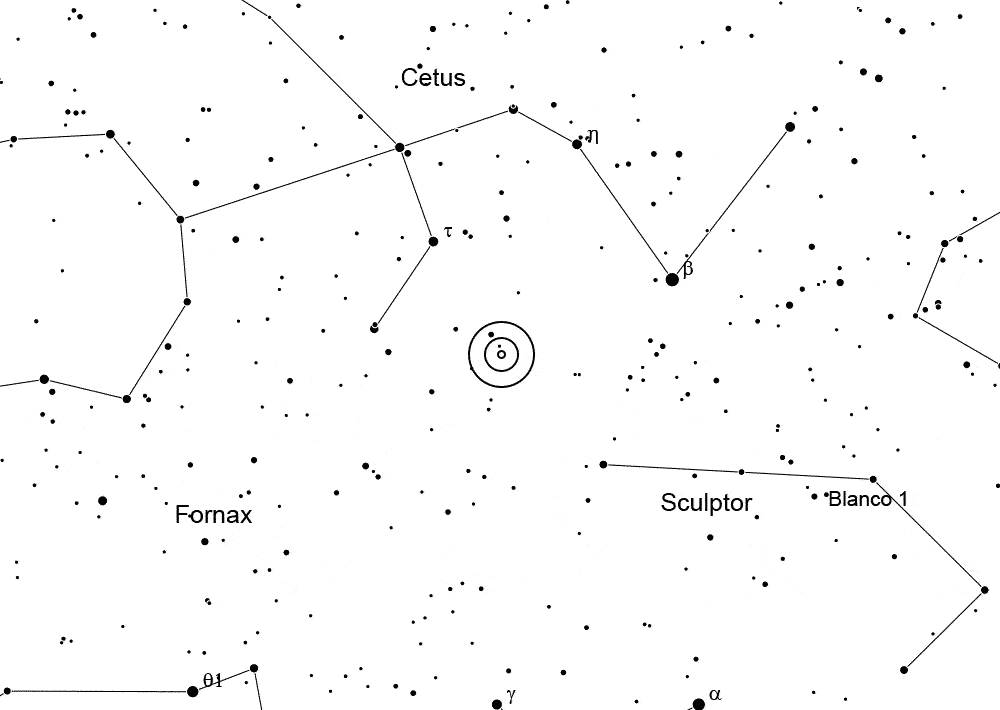 Cetus
η
τ
β
Sculptor
Blanco 1
Fornax
θ1
γ
α